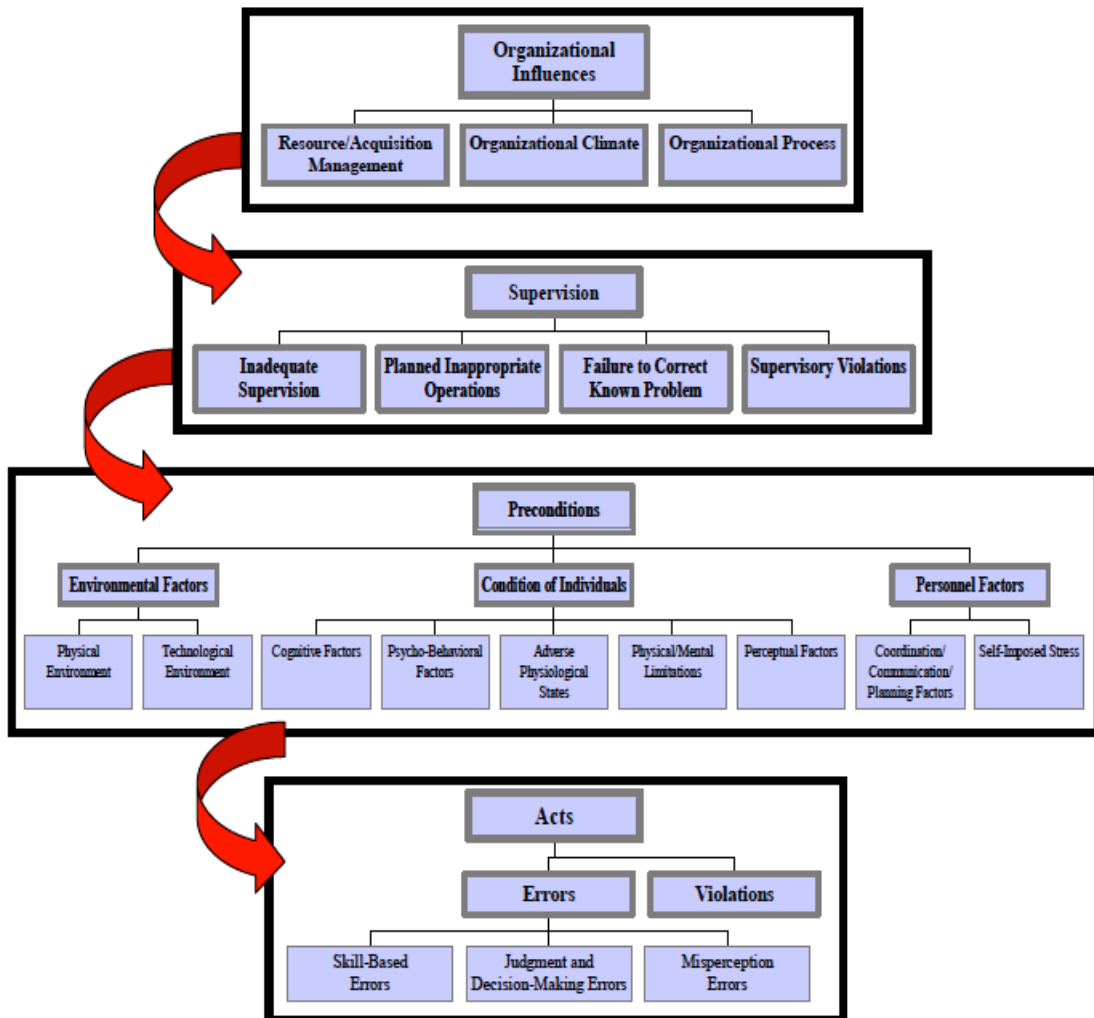 Organizational
Influences
Resource/Acquisition
Management
Organizational Climate
Organizational Process
Supervision
Inadequate
Supervision
Planned Inappropriate
Operations
Failure to Correct
Known Problem
Supervisory Violations
Preconditions
Environmental Factors
Condition of Individuals
Personnel Factors
Physical
Environment
Technological
Environment
Cognitive Factors
Psycho-Behavioral
Factors
Adverse
Physiological
States
Physical/Mental
Limitations
Perceptual Factors
Coordination/
Communication/
Planning Factors
Self-Imposed Stress
Acts
Errors
Violations
Skill-Based
Errors
Judgment and
Decision-Making Errors
Misperception
Errors